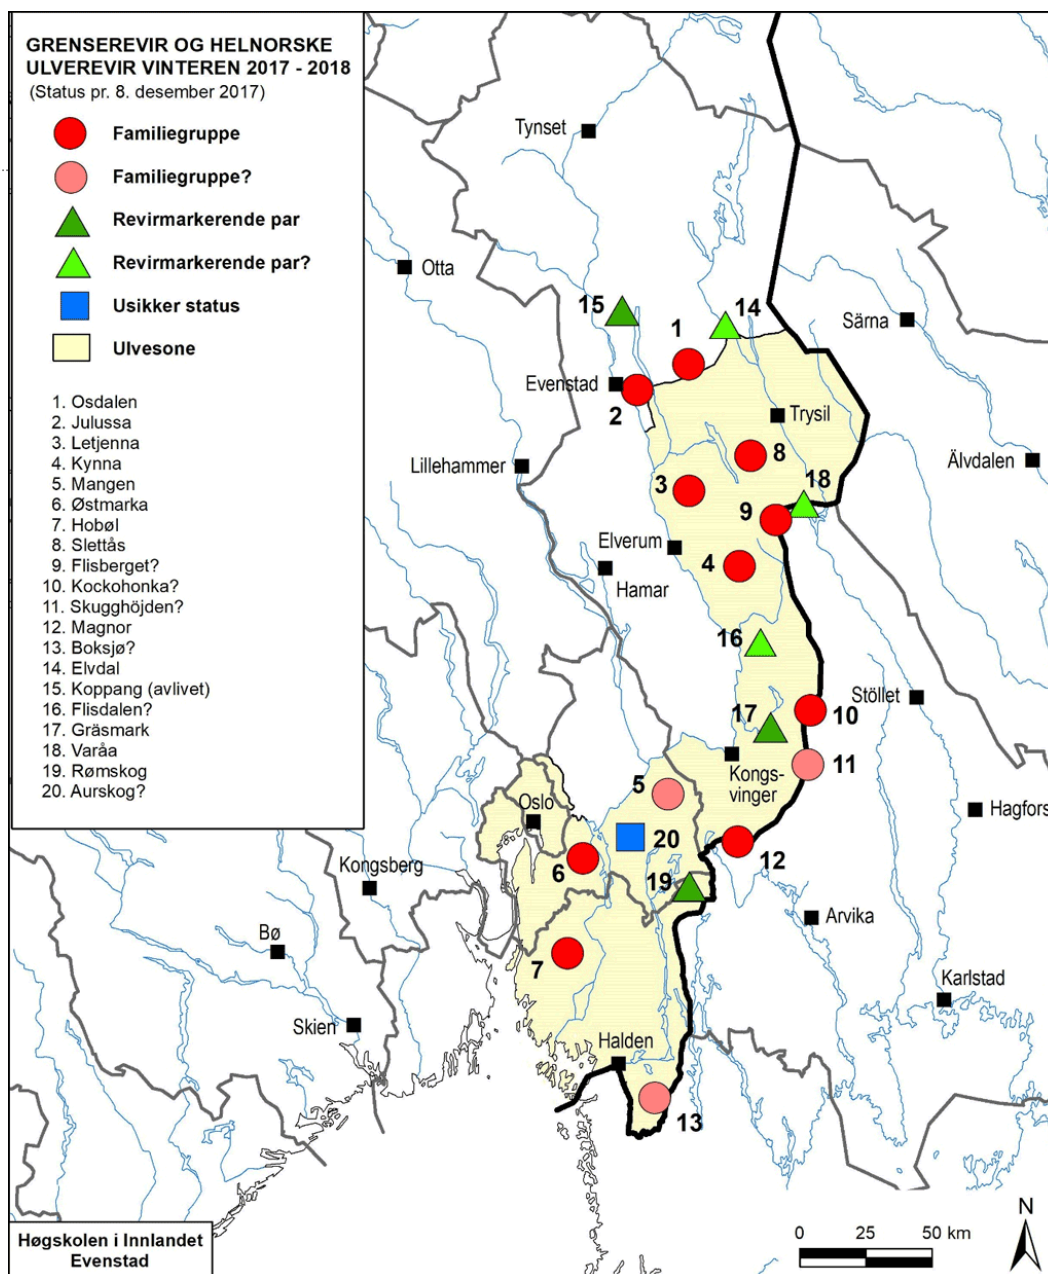 GRENSEREVIR OG HELNORSKE
ULVEREVIR VINTEREN 2017 - 2018
(Status pr. 8. desember 2017)
Familiegruppe
Familiegruppe?
Revirmarkerende par
Revirmarkerende par?
Usikker status
Ulvesone
1. Osdalen
2. Julussa
3. Letjenna
4. Kynna
5. Mangen
6. Østmarka
7. Hobøl
8. Slettås
9. Flisberget?
10. Kockohonka?
11. Skugghöjden?
12. Magnor
13. Boksjø?
14. Elvdal
15. Koppang (avlivet)
16. Flisdalen?
17. Gräsmark
18. Varåa
19. Rømskog
20. Aurskog?
Tynset
Otta
15
14
Särna
1
Evenstad
2
Trysil
8
Lillehammer
Älvdalen
3
18
9
Elverum
4
Hamar
16
Stöllet
17
10
Kongs-
vinger
11
5
Oslo
Hagfors
20
12
6
Kongsberg
19
Arvika
Bø
7
Karlstad
Skien
Halden
13
Høgskolen i Innlandet
Evenstad
N
0 25 50 km